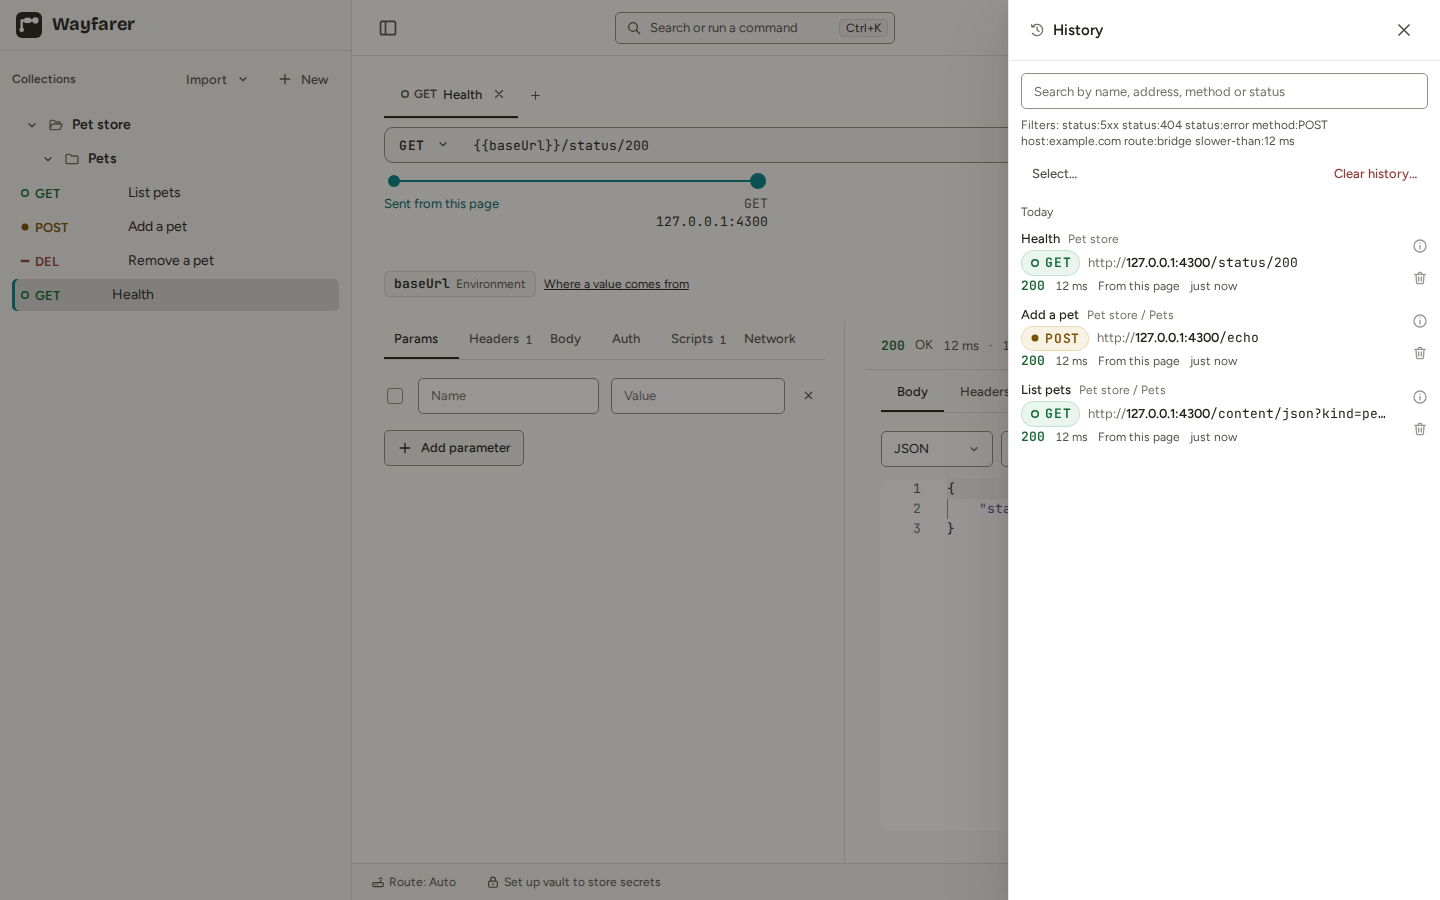 Wayfarer
Search or run a command Ctrl+K
Collections Import New
Pet store
Pets
GET List pets
POST Add a pet
DEL Remove a pet
GET Health
GET Health
GET {{baseUrl}}/status/200
Sent from this page GET
127.0.0.1:4300
baseUrl Environment Where a value comes from
Params Headers 1 Body Auth Scripts 1 Network
Name Value
Add parameter
200 OK 12 ms ·
Body Headers
JSON
1 {
2 "sta
3 }
Route: Auto Set up vault to store secrets
History
Search by name, address, method or status
Filters: status:5xx status:404 status:error method:POST
host:example.com route:bridge slower-than:12 ms
Select… Clear history…
Today
Health Pet store
GET http://127.0.0.1:4300/status/200
200 12 ms From this page just now
Add a pet Pet store / Pets
POST http://127.0.0.1:4300/echo
200 12 ms From this page just now
List pets Pet store / Pets
GET http://127.0.0.1:4300/content/json?kind=pe…
200 12 ms From this page just now